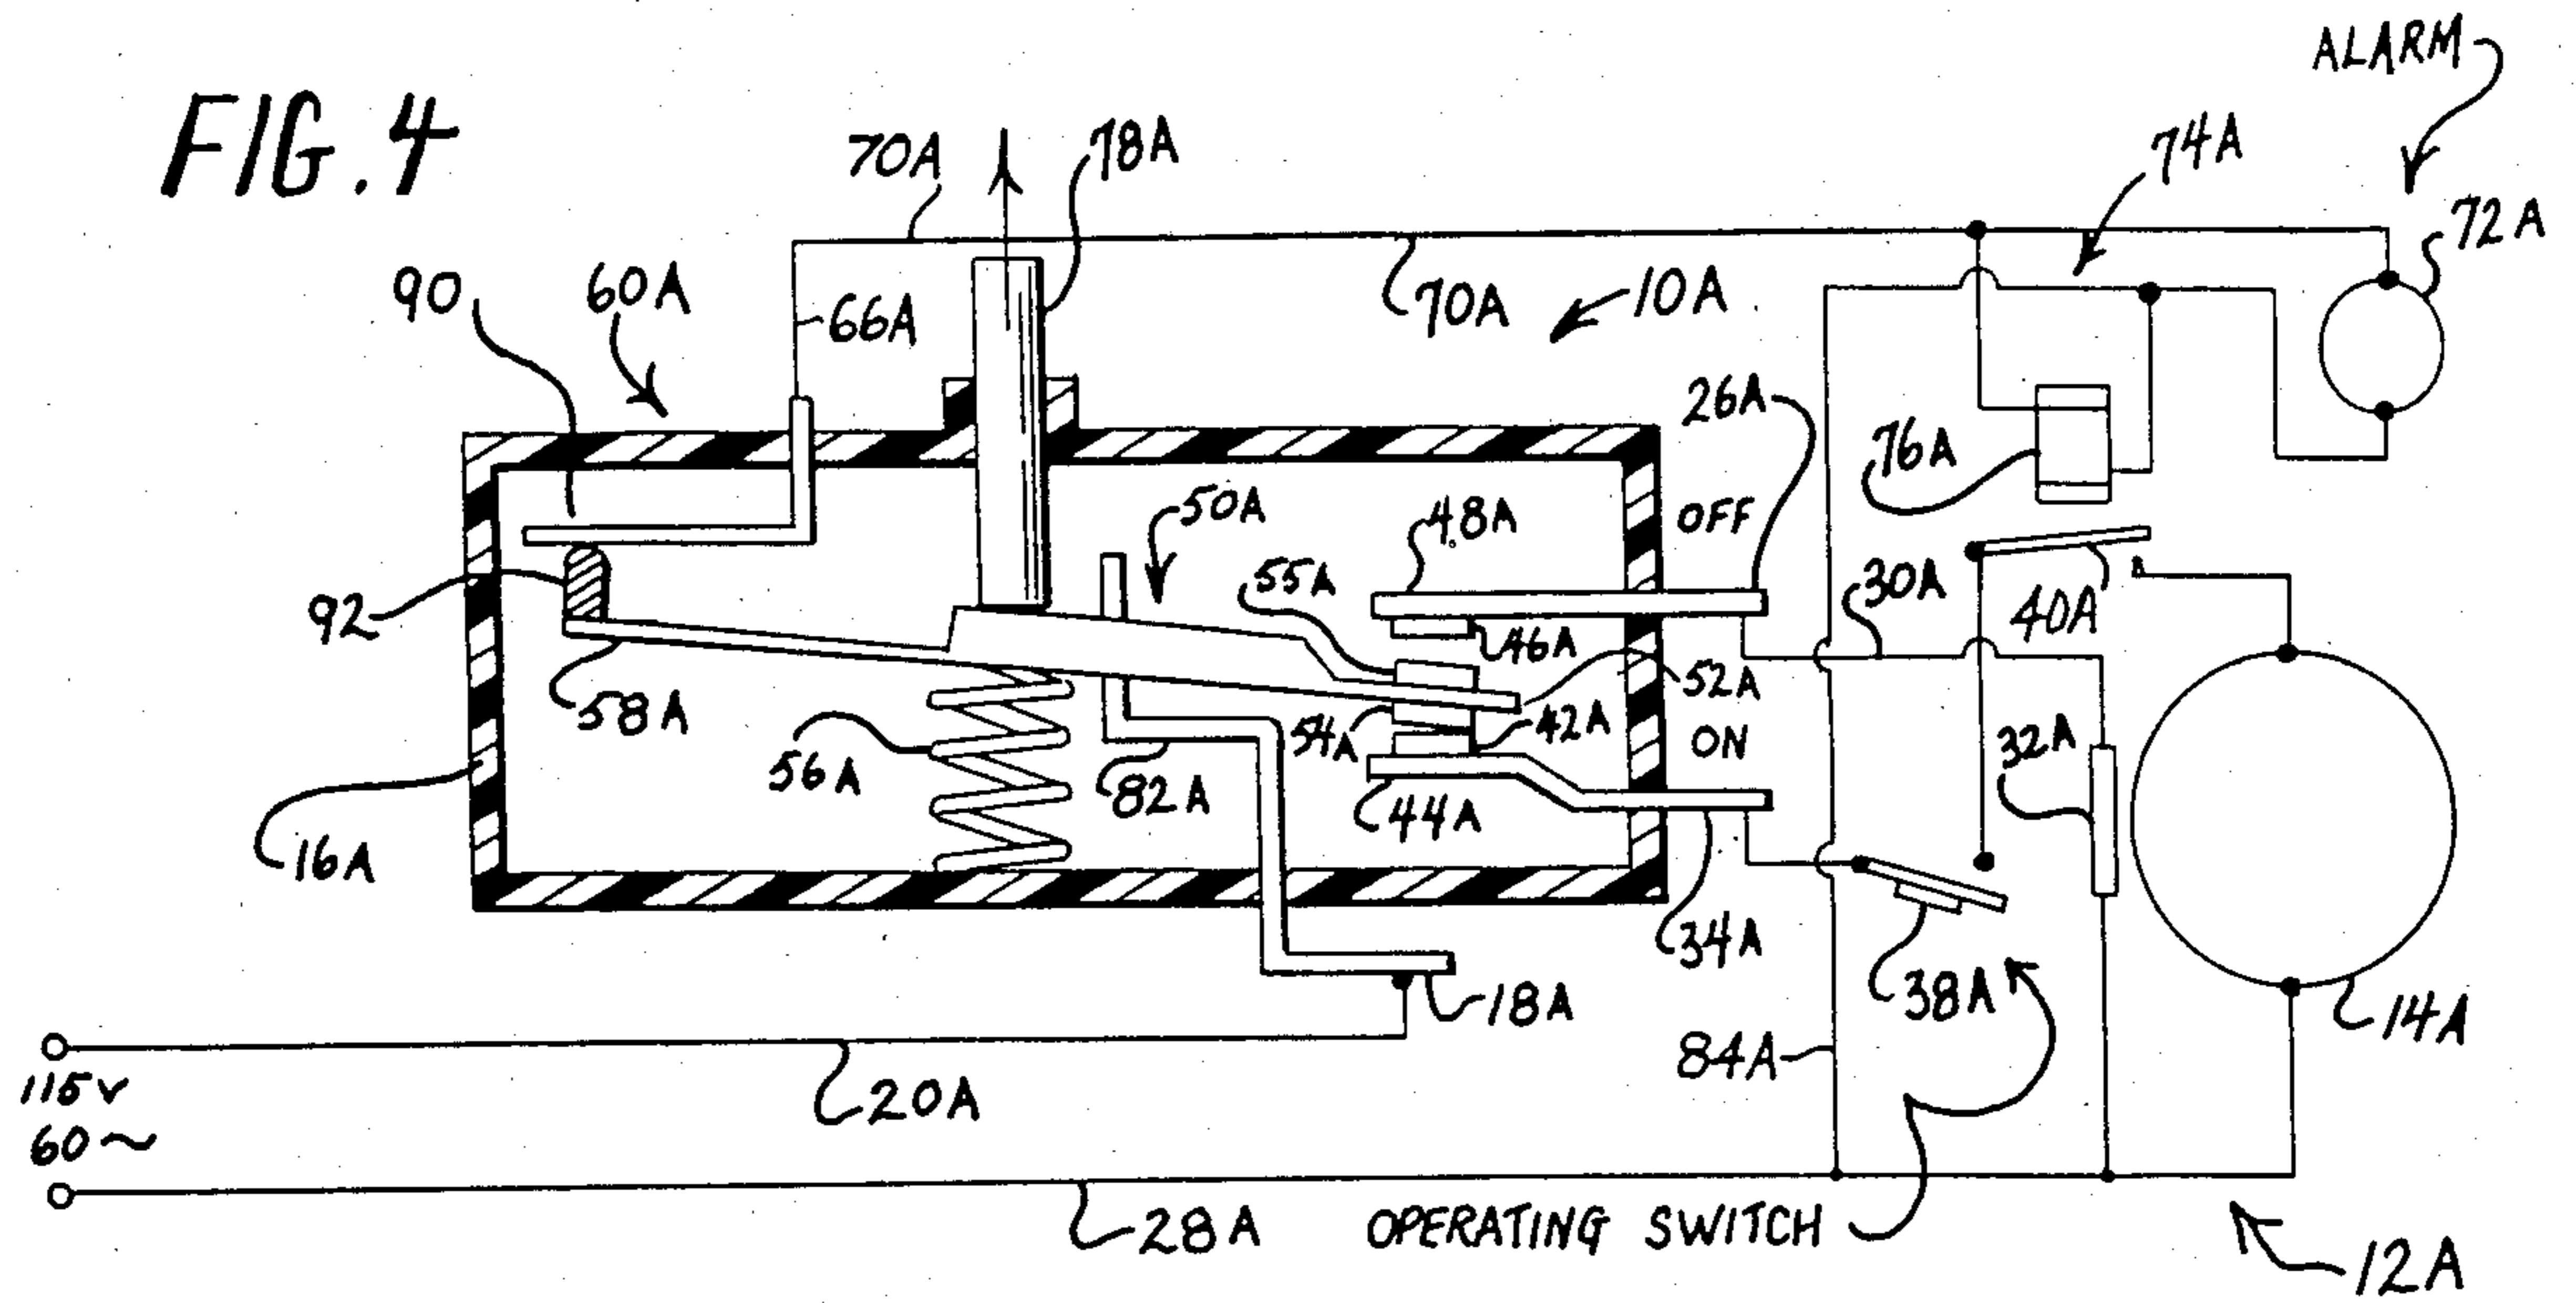 FIG. 4
ALARM
70A
78A
74A
72A
90
60A
66A
70A
10A
26A
76A
50A
48A
OFF
55A
30A
92
46A
40A
58A
52A
54A
42A
ON
32A
56A
82A
44A
16A
34A
38A
18A
14A
84A
115v
20A
60~
28A
OPERATING SWITCH
12A